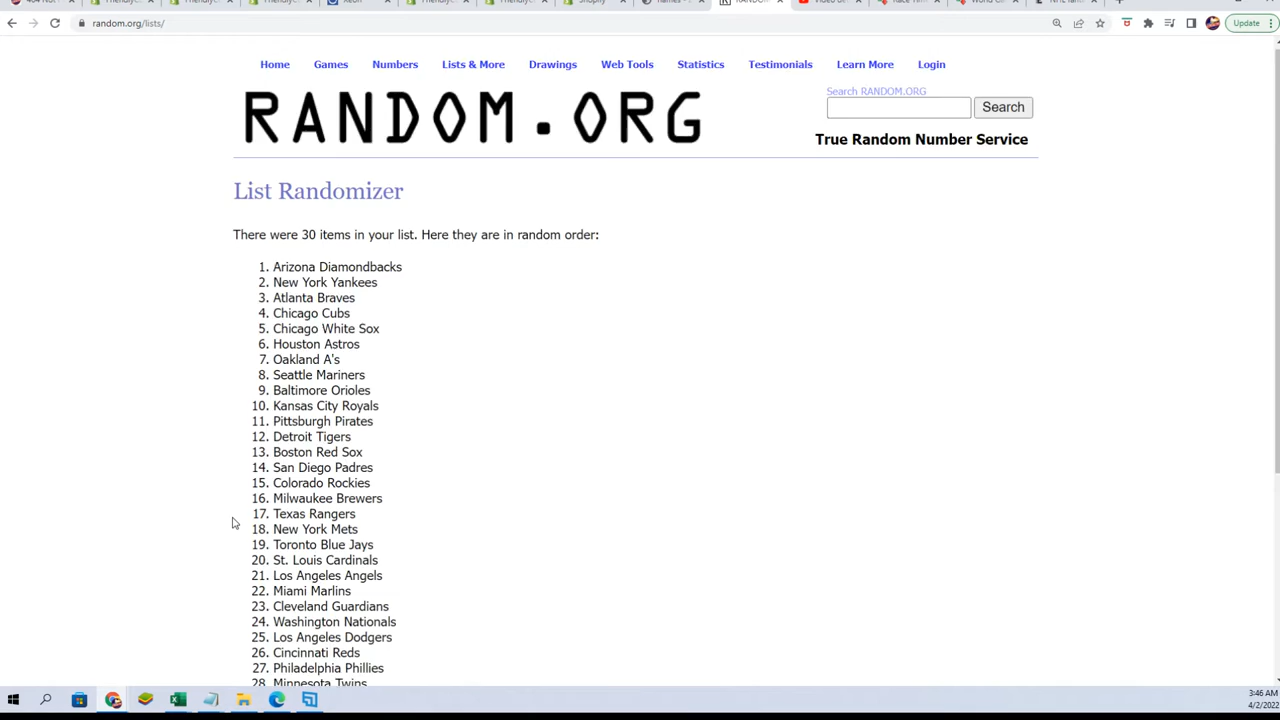 random.org/lists/
Update
Home Games Numbers Lists & More Drawings Web Tools Statistics Testimonials Learn More Login
RANDOM.ORG
Search RANDOM.ORG
Search
True Random Number Service
List Randomizer
There were 30 items in your list. Here they are in random order:
1. Arizona Diamondbacks
2. New York Yankees
3. Atlanta Braves
4. Chicago Cubs
5. Chicago White Sox
6. Houston Astros
7. Oakland A's
8. Seattle Mariners
9. Baltimore Orioles
10. Kansas City Royals
11. Pittsburgh Pirates
12. Detroit Tigers
13. Boston Red Sox
14. San Diego Padres
15. Colorado Rockies
16. Milwaukee Brewers
17. Texas Rangers
18. New York Mets
19. Toronto Blue Jays
20. St. Louis Cardinals
21. Los Angeles Angels
22. Miami Marlins
23. Cleveland Guardians
24. Washington Nationals
25. Los Angeles Dodgers
26. Cincinnati Reds
27. Philadelphia Phillies
28. Minnesota Twins
3:46 AM
4/2/2022